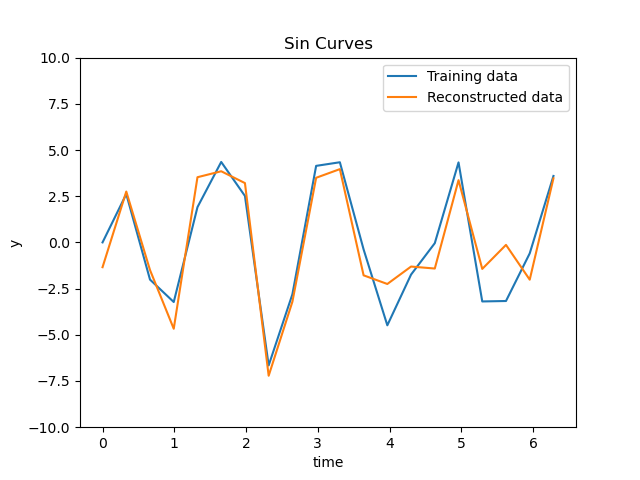 Sin Curves
Training data
Reconstructed data
10.0
7.5
5.0
2.5
0.0
−2.5
−5.0
−7.5
−10.0
y
0 1 2 3 4 5 6
time